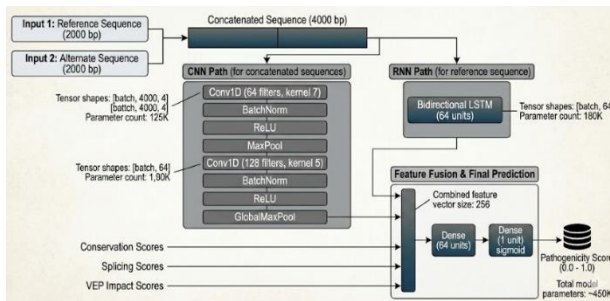 Input 1: Reference Sequence
(2000 bp)
Input 2: Alternate Sequence
(2000 bp)
Concatenated Sequence (4000 bp)
CNN Path (for concatenated sequences)
Tensor shapes: [batch, 4000, 4]
[battch, 4000, 4]
Parameter count: 125K
Conv1D (64 filters, kernel 7)
BatchNorm
ReLU
MaxPool
Tensor shapes: [batch, 64]
Parameter count: 1,90K
Conv1D (128 filters, kernel 5)
BatchNorm
ReLU
GlobalMaxPool
RNN Path (for reference sequence)
Bidirectional LSTM
(64 units)
Tensor shapes: [batch, 64
Parameter count: 180K
Feature Fusion & Final Prediction
Combined feature
vector size: 256
Dense
(64 units)
Dense
(1 unit)
sigmoid
Pathogenicity Score
(0.0 - 1.0)
Total model
parameters: ~450K
Conservation Scores
Splicing Scores
VEP Impact Scores